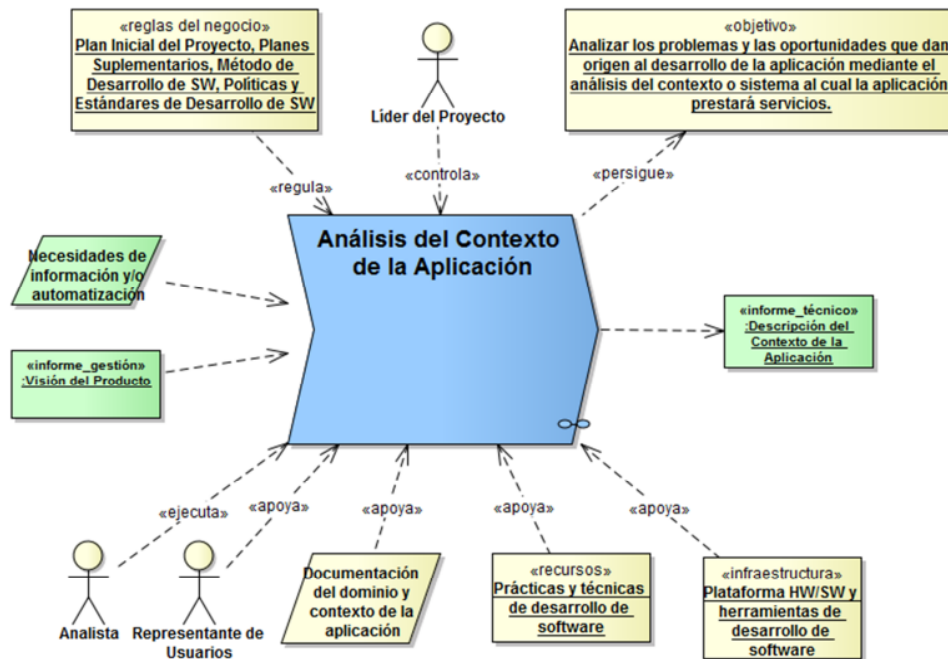 «reglas del negocio»
Plan Inicial del Proyecto, Planes
Suplementarios, Método de
Desarrollo de SW, Políticas y
Estándares de Desarrollo de SW
Líder del Proyecto
«objetivo»
Analizar los problemas y las oportunidades que dan
origen al desarrollo de la aplicación mediante el
análisis del contexto o sistema al cual la aplicación
prestará servicios.
«regula»
«controla»
«persigue»
Análisis del Contexto
de la Aplicación
Necesidades de
información y/o
automatización
«informe_gestión»
:Visión del Producto
«informe_técnico»
:Descripción del
Contexto de la
Aplicación
«ejecuta»
«apoya»
«apoya»
«apoya»
«apoya»
Analista
Representante de
Usuarios
Documentación
del dominio y
contexto de la
aplicación
«recursos»
Prácticas y técnicas
de desarrollo de
software
«infraestructura»
Plataforma HW/SW y
herramientas de
desarrollo de
software